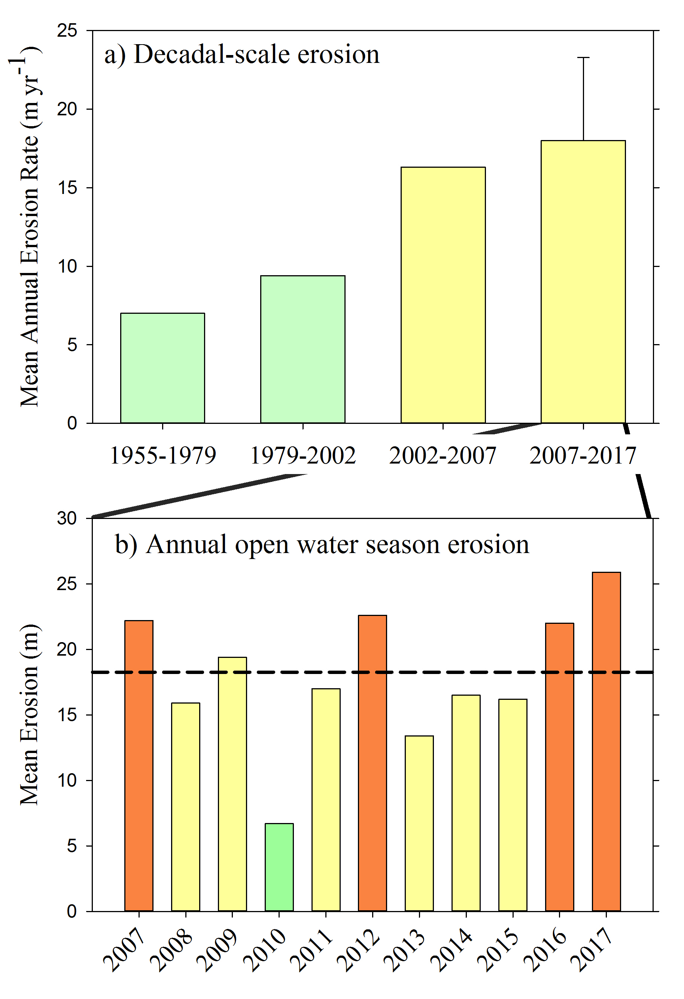 a) Decadal-scale erosion
Mean Annual Erosion Rate (m yr-1)
25
20
15
10
5
0
1955-1979 1979-2002 2002-2007 2007-2017
b) Annual open water season erosion
Mean Erosion (m)
30
25
20
15
10
5
0
2007 2008 2009 2010 2011 2012 2013 2014 2015 2016 2017